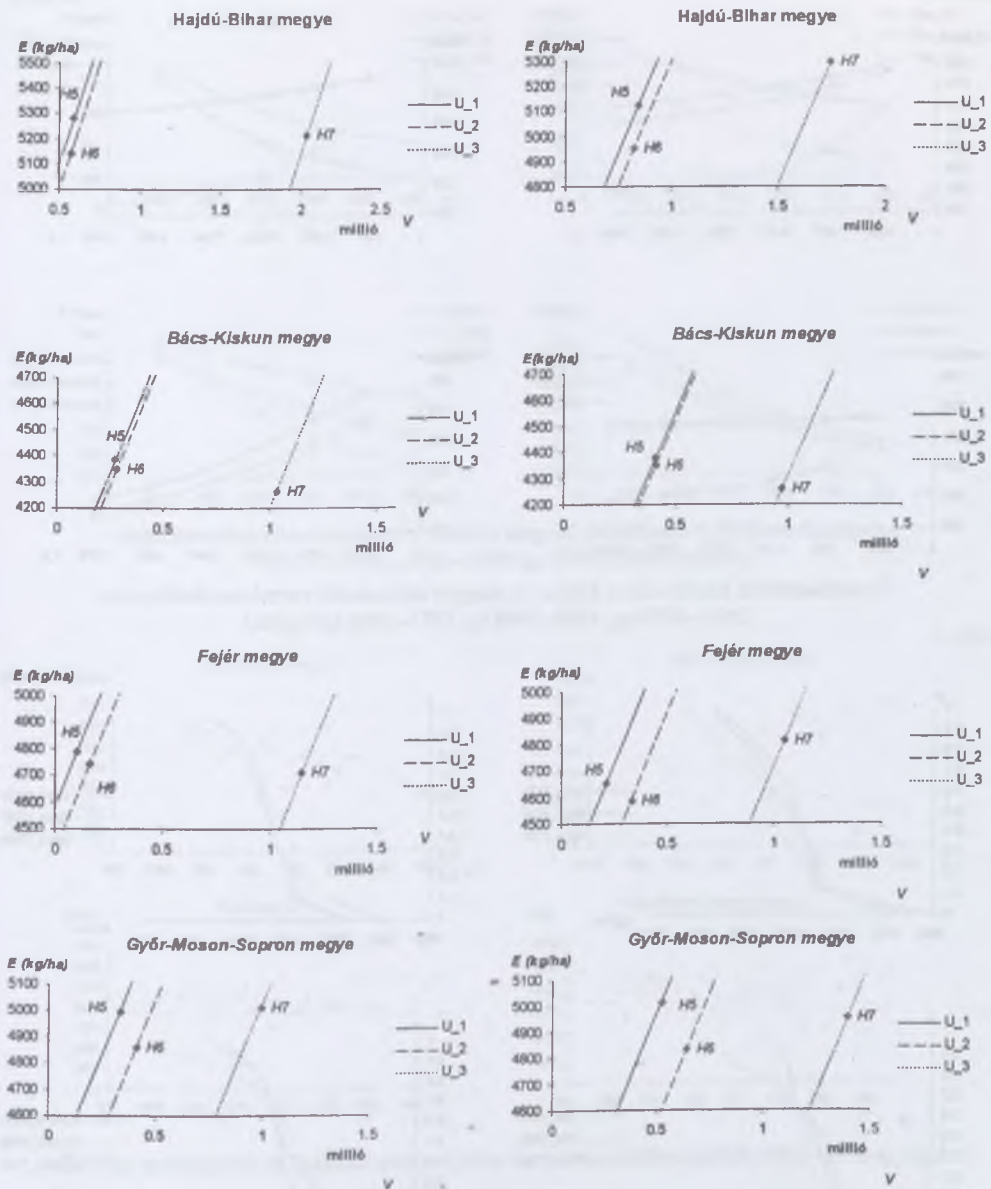 Hajdú-Bihar megye
E (kg/ha)
5500
5400
5300
5200
5100
5000
H5
H6
H7
0.5
1
1.5
2
2.5
millió
V
U_1
U_2
U_3
Hajdú-Bihar megye
E (kg/ha)
5300
5200
5100
5000
4900
4800
H5
H6
H7
0.5
1
1.5
2
millió
V
U_1
U_2
U_3
Bács-Kiskun megye
E(kg/ha)
4700
4600
4500
4400
4300
4200
H5
H6
H7
0
0.5
1
1.5
millió
V
U_1
U_2
U_3
Bács-Kiskun megye
E (kg/ha)
4700
4600
4500
4400
4300
4200
H5
H6
H7
0
0.5
1
1.5
millió
V
U_1
U_2
U_3
Fejér megye
E (kg/ha)
5000
4900
4800
4700
4600
4500
H5
H6
H7
0
0.5
1
1.5
millió
V
U_1
U_2
U_3
Fejér megye
E (kg/ha)
5000
4900
4800
4700
4600
4500
H5
H6
H7
0
0.5
1
1.5
millió
V
U_1
U_2
U_3
Győr-Moson-Sopron megye
E (kg/ha)
5100
5000
4900
4800
4700
4600
H5
H6
H7
0
0.5
1
1.5
millió
V
U_1
U_2
U_3
Győr-Moson-Sopron megye
E (kg/ha)
5100
5000
4900
4800
4700
4600
H5
H6
H7
0
0.5
1
1.5
millió
V
U_1
U_2
U_3